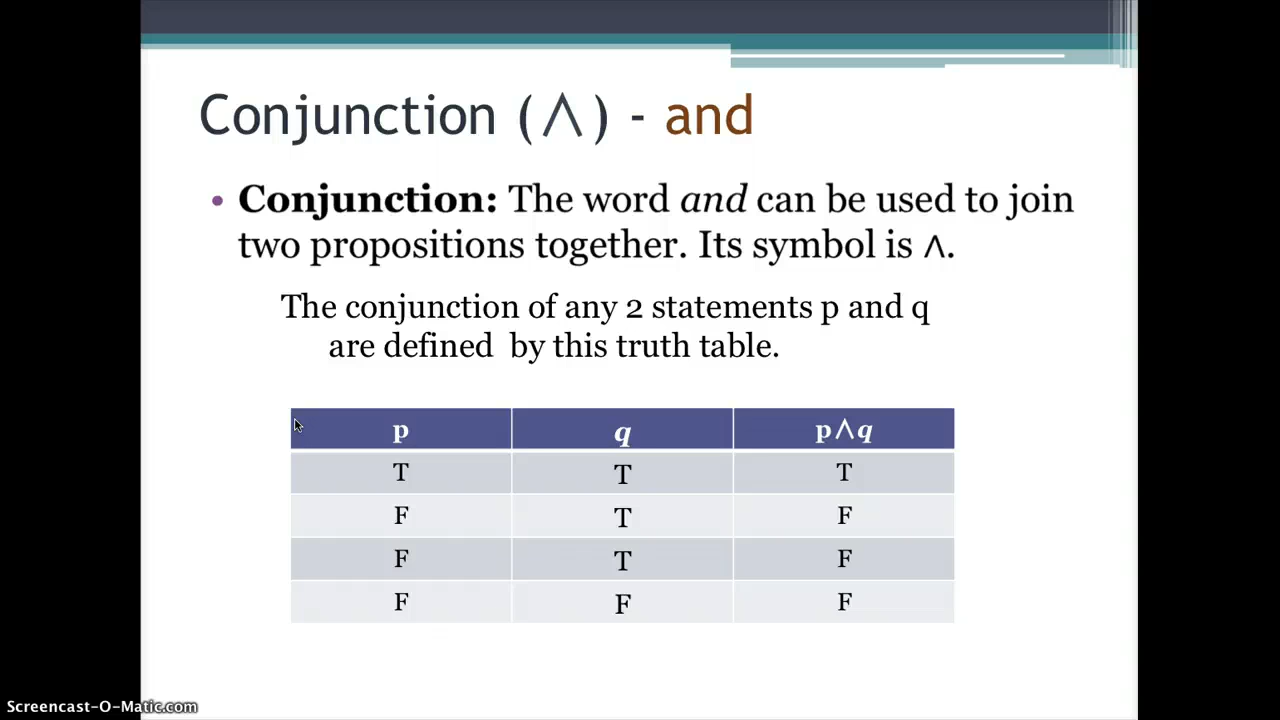 Conjunction (∧) - and
• Conjunction: The word and can be used to join
two propositions together. Its symbol is ∧.
The conjunction of any 2 statements p and q
are defined by this truth table.
p q p∧q
T T T
F T F
F T F
F F F
Screencast-O-Matic.com